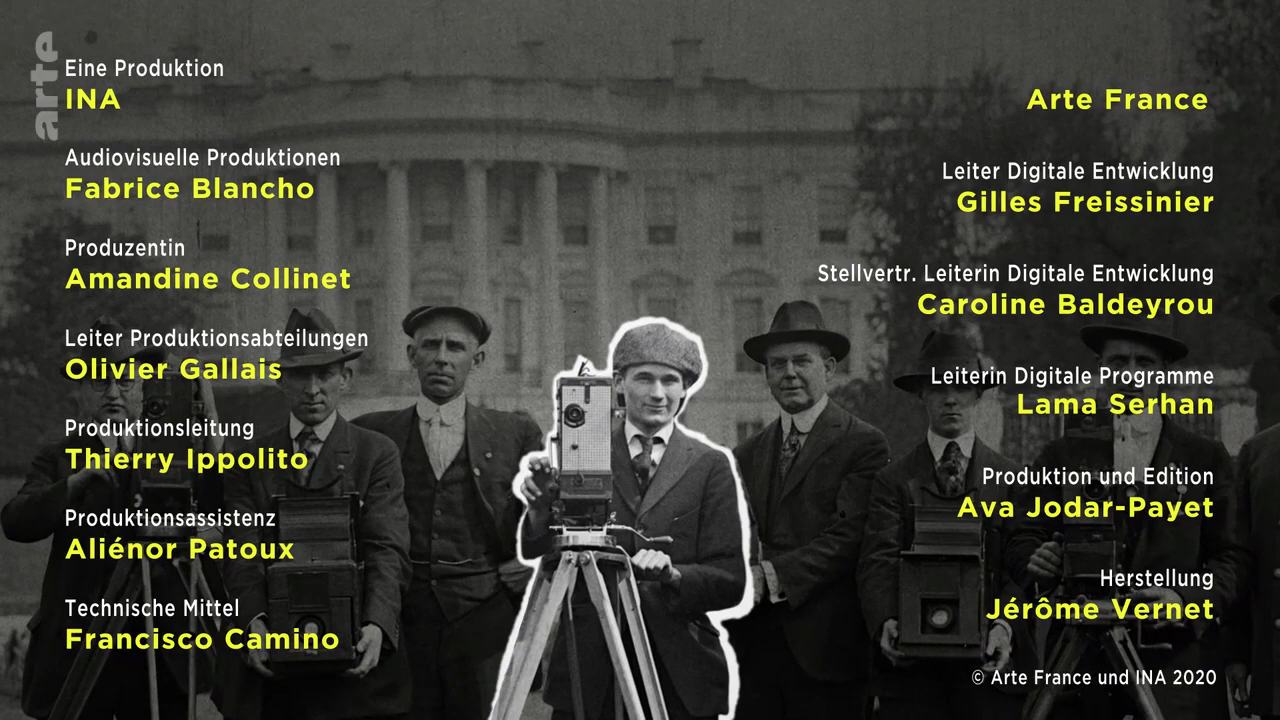 arte
Eine Produktion
INA
Audiovisuelle Produktionen
Fabrice Blancho
Produzentin
Amandine Collinet
Leiter Produktionsabteilungen
Olivier Gallais
Produktionsleitung
Thierry Ippolito
Produktionsassistenz
Aliénor Patoux
Technische Mittel
Francisco Camino
Arte France
Leiter Digitale Entwicklung
Gilles Freissinier
Stellvertr. Leiterin Digitale Entwicklung
Caroline Baldeyrou
Leiterin Digitale Programme
Lama Serhan
Produktion und Edition
Ava Jodar-Payet
Herstellung
Jérôme Vernet
© Arte France und INA 2020